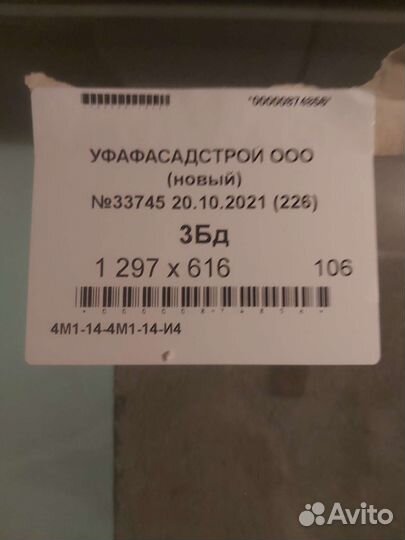 *00000874856*
УФАФАСАДСТРОЙ ООО
(новый)
№33745 20.10.2021 (226)
3Бд
1 297 x 616 106
4М1-14-4М1-14-И4
Avito